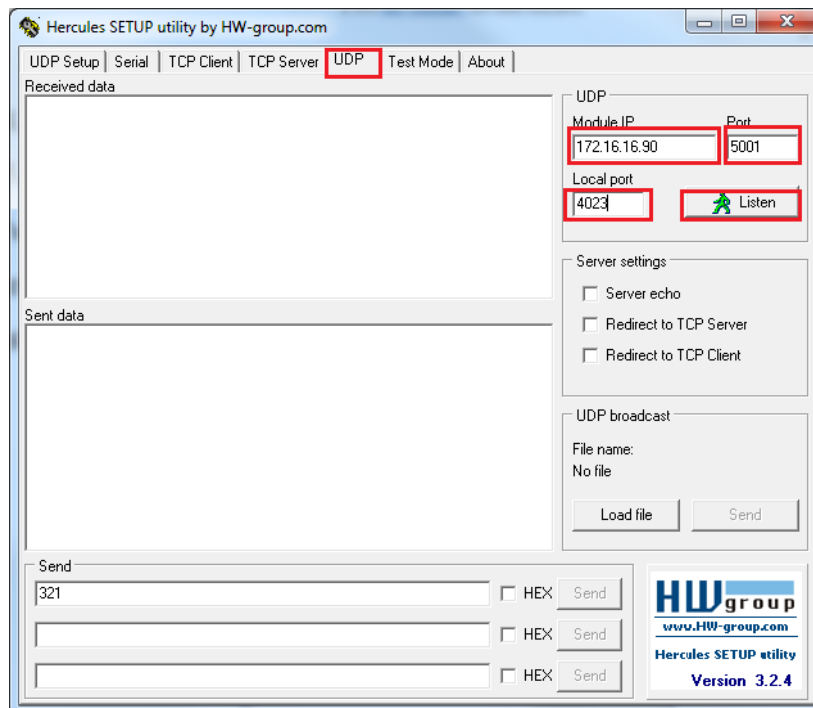 Hercules SETUP utility by HW-group.com
UDP Setup Serial TCP Client TCP Server UDP Test Mode About
Received data
UDP
Module IP Port
172.16.16.90 5001
Local port
4023 Listen
Server settings
Server echo
Redirect to TCP Server
Redirect to TCP Client
Sent data
UDP broadcast
File name:
No file
Load file Send
Send
321 HEX Send
HEX Send
HEX Send
HW group
www.HW-group.com
Hercules SETUP utility
Version 3.2.4